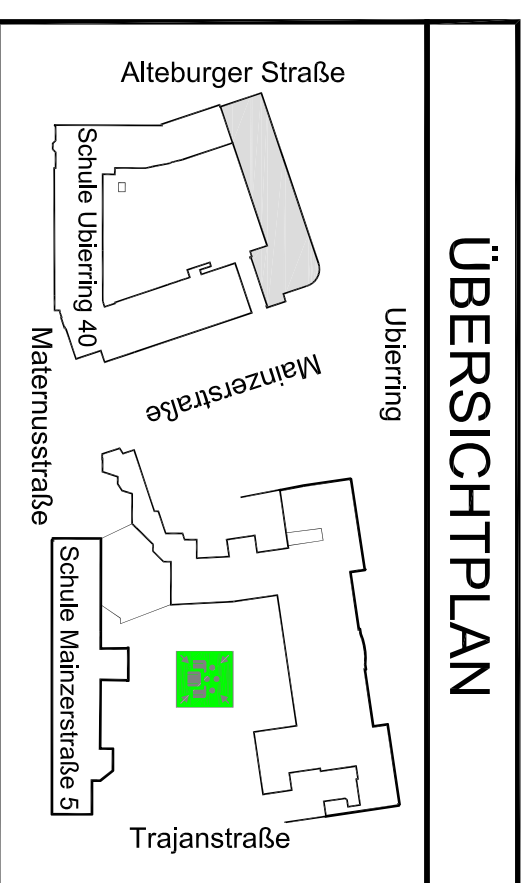 ÜBERSICHTPLAN
Alteburger Straße
Ubierring
Mainzerstraße
Schule Ubierring 40
Maternusstraße
Schule Mainzerstraße 5
Trajanstraße